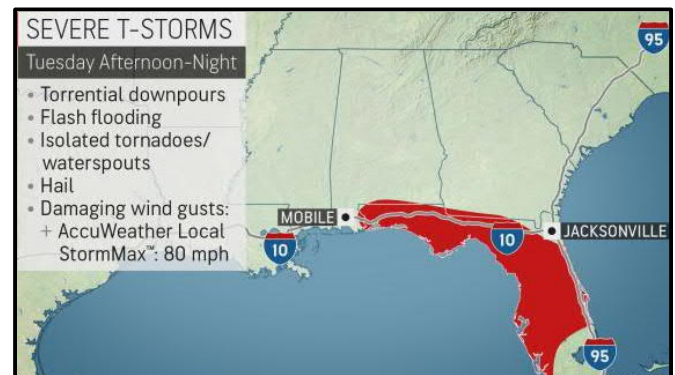 SEVERE T-STORMS
Tuesday Afternoon-Night
• Torrential downpours
• Flash flooding
• Isolated tornadoes/
waterspouts
• Hail
• Damaging wind gusts:
+ AccuWeather Local
StormMax™: 80 mph
95
MOBILE
10
10
JACKSONVILLE
95